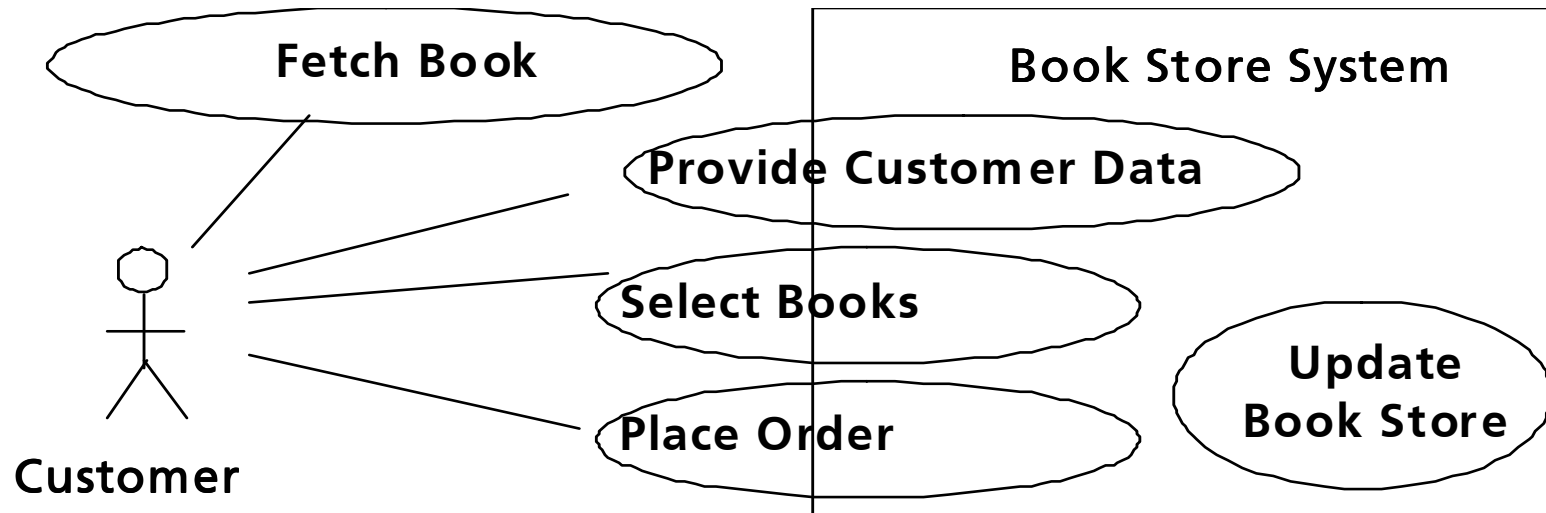 Fetch Book
Book Store System
Provide Customer Data
Select Books
Update
Book Store
Place Order
Customer